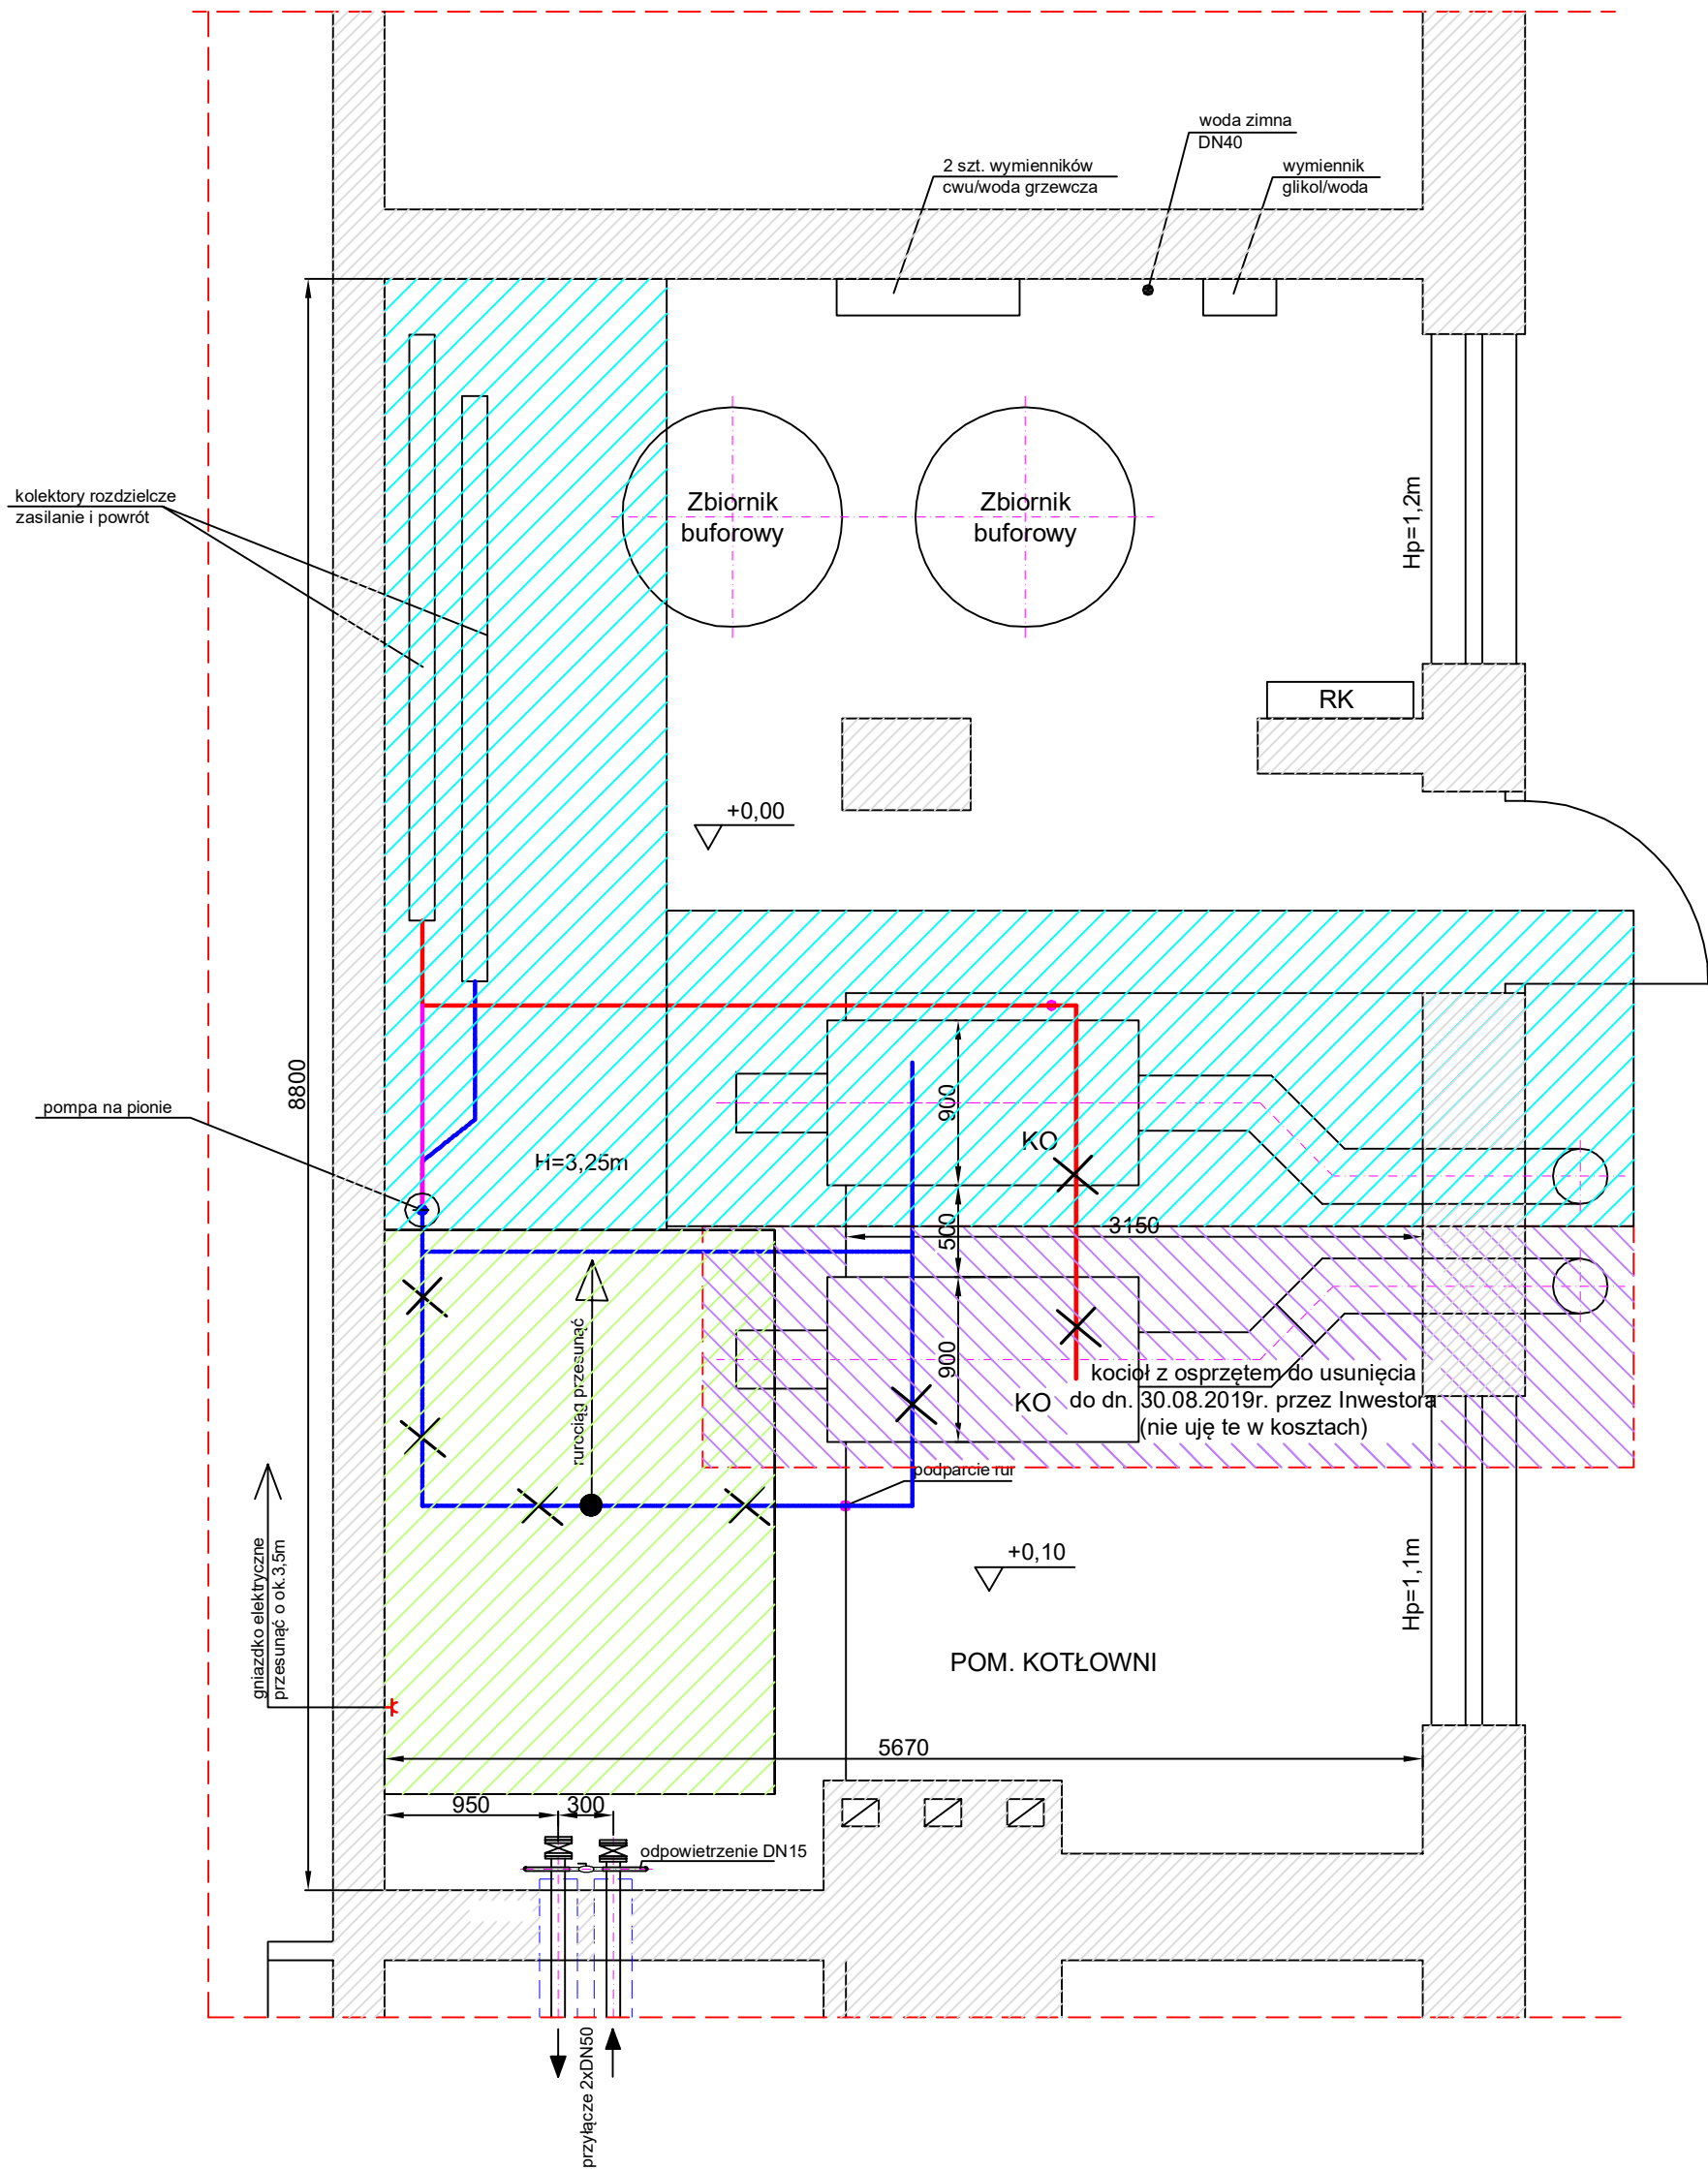 woda zimna
DN40
2 szt. wymienników
cwu/woda grzewcza
wymiennik
glikol/woda
kolektory rozdzielcze
zasilanie i powrót
Zbiornik
buforowy
Zbiornik
buforowy
Hp=1,2m
RK
+0,00
8800
pompa na pionie
H=3,25m
900
KO
500
3150
rurociąg przesunąć
900
KO
kocioł z osprzętem do usunięcia
do dn. 30.08.2019r. przez Inwestora
(nie uję te w kosztach)
podparcie rur
gniazdko elektryczne
przesunąć o ok.3,5m
+0,10
Hp=1,1m
POM. KOTŁOWNI
5670
950
300
odpowietrzenie DN15
przyłącze 2xDN50